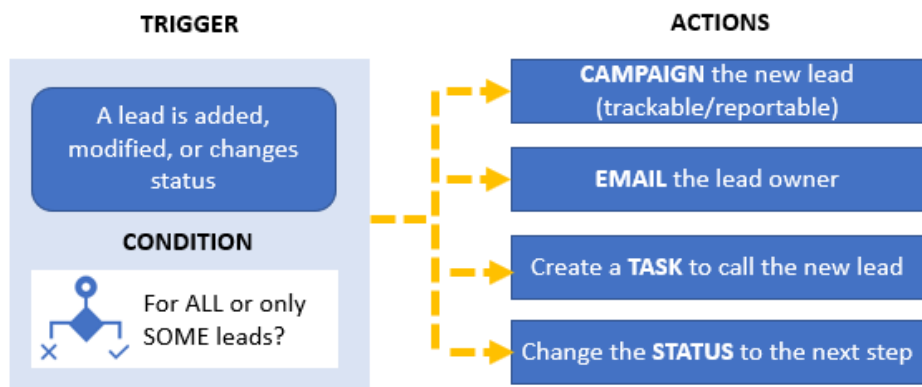 TRIGGER
A lead is added,
modified, or changes
status
CONDITION
For ALL or only
SOME leads?
ACTIONS
CAMPAIGN the new lead
(trackable/reportable)
EMAIL the lead owner
Create a TASK to call the new lead
Change the STATUS to the next step